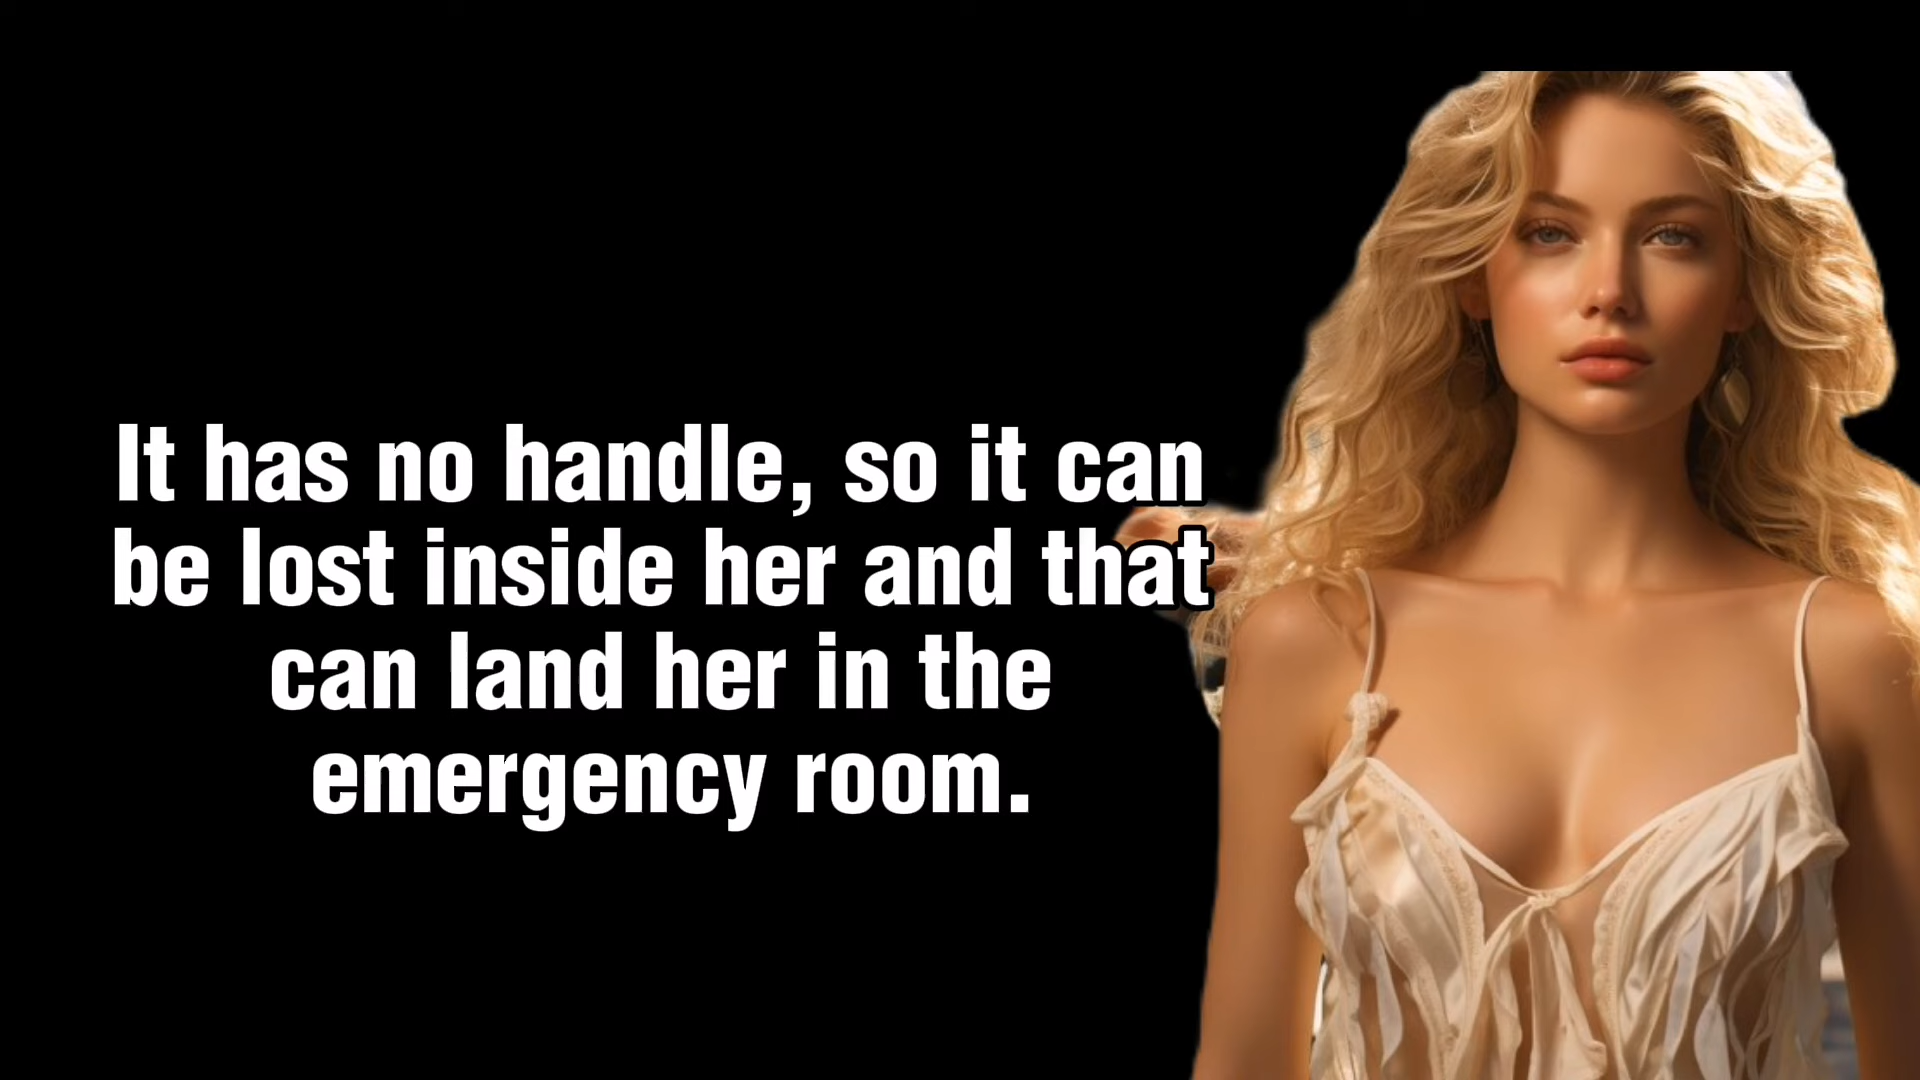 It has no handle, so it can
be lost inside her and that
can land her in the
emergency room.